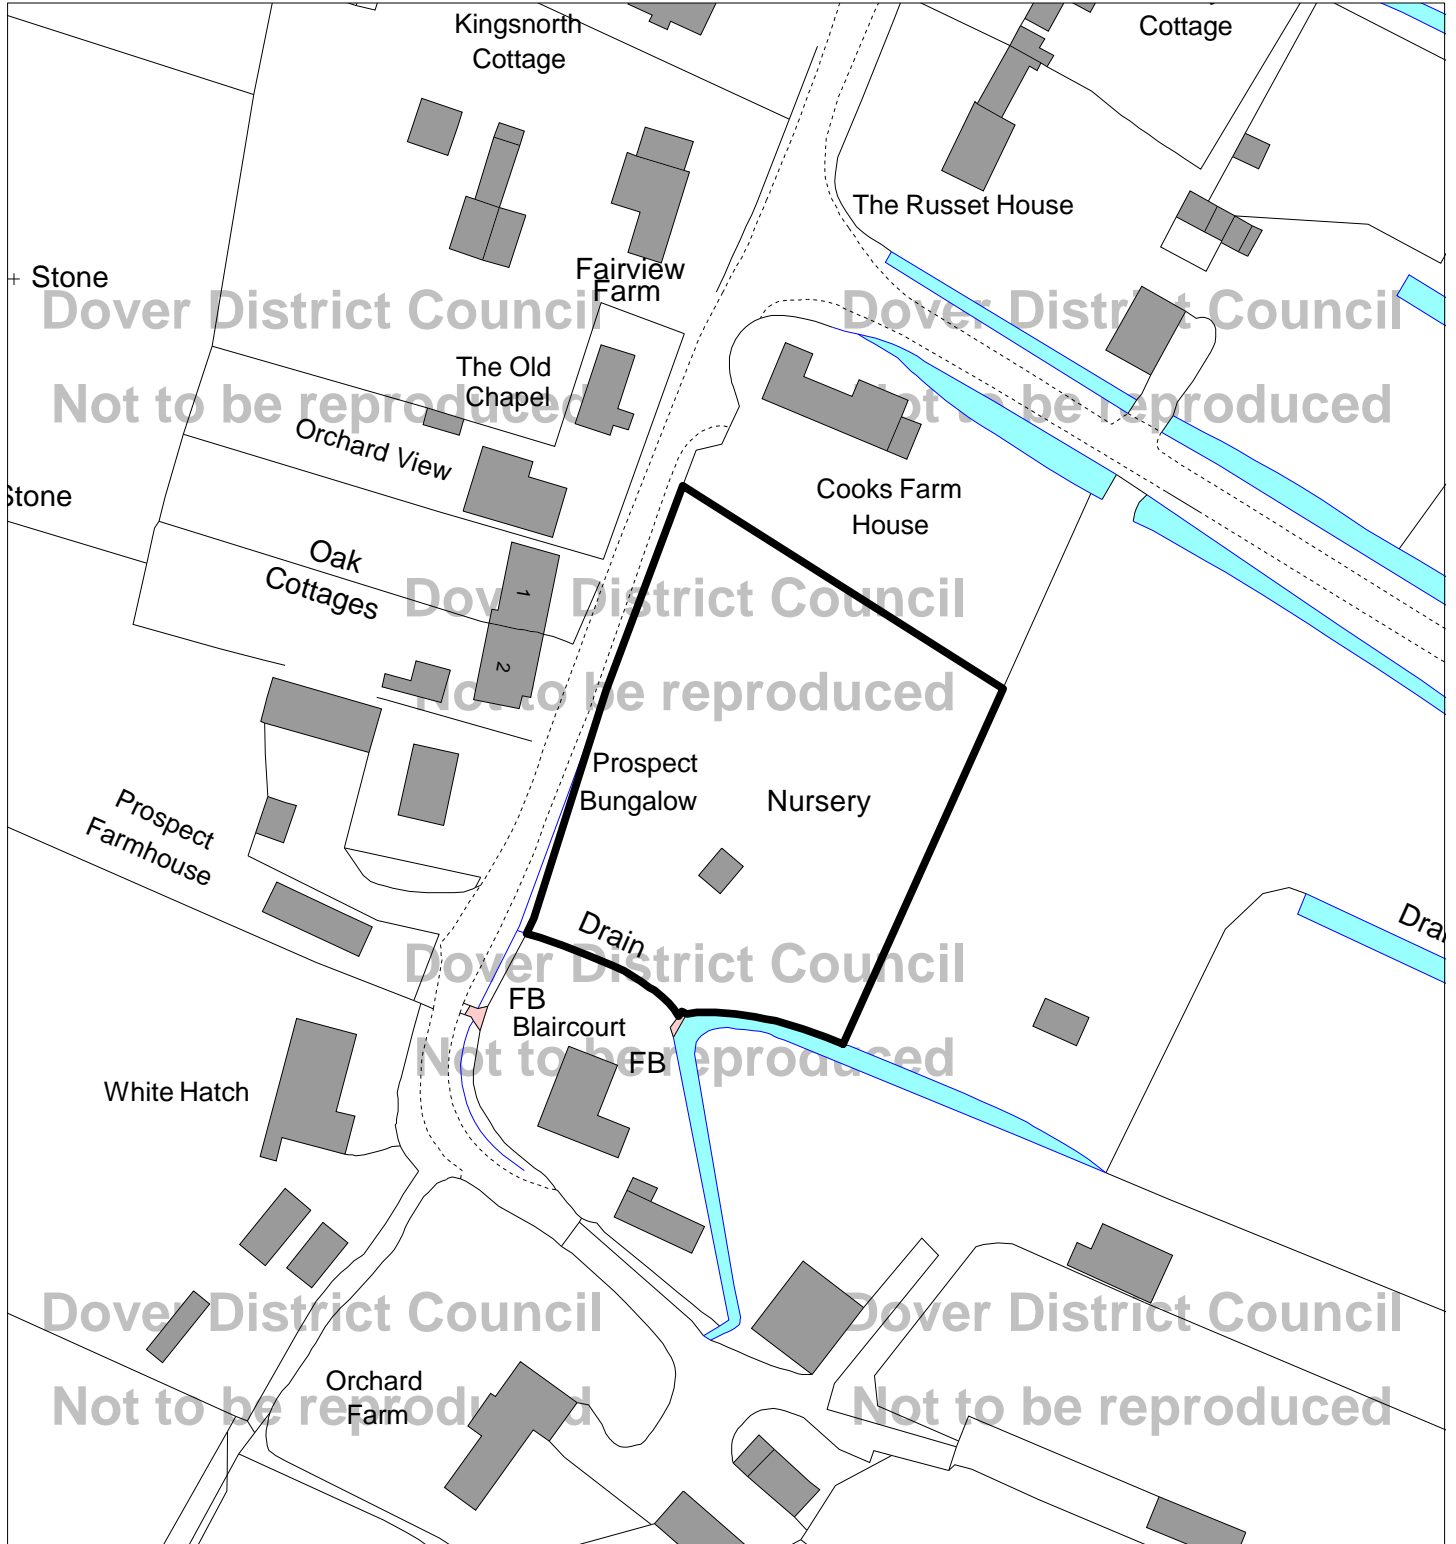 Kingsnorth
Cottage
Cottage
The Russet House
Fairview
Farm
Stone
Dover District Council
Dover District Council
The Old
Chapel
Not to be reproduced
Not to be reproduced
Orchard View
Stone
Cooks Farm
House
Oak
Cottages
1
Dover District Council
2
Not to be reproduced
Prospect
Bungalow
Nursery
Prospect
Farmhouse
Drain
Drai
Dover District Council
FB
Blaircourt
Not to be reproduced
FB
White Hatch
Dover District Council
Dover District Council
Orchard
Farm
Not to be reproduced
Not to be reproduced